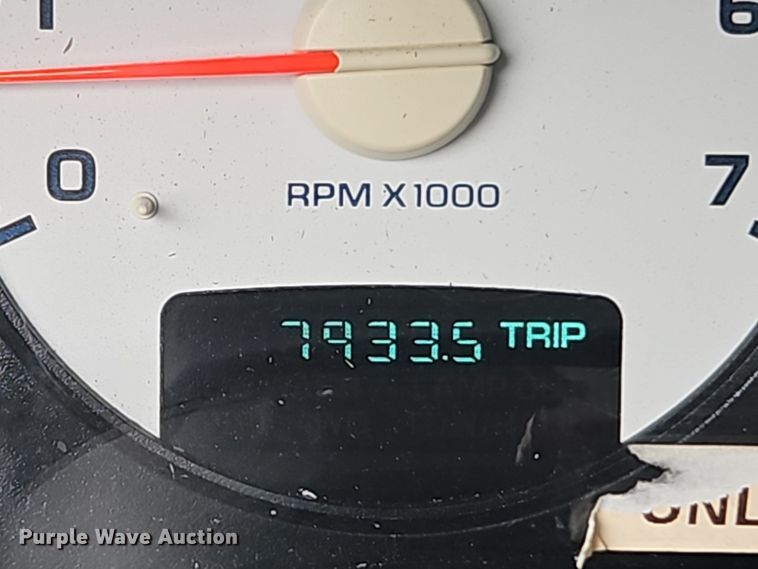 1
6
0
7
RPM X1000
7933.5 TRIP
Purple Wave Auction